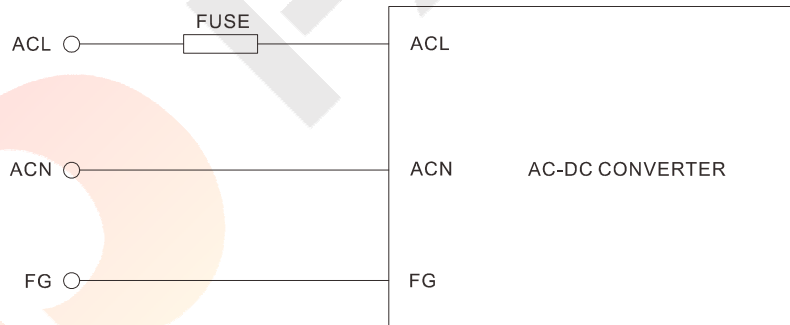 FUSE
ACL ACL
ACN ACN AC-DC CONVERTER
FG FG